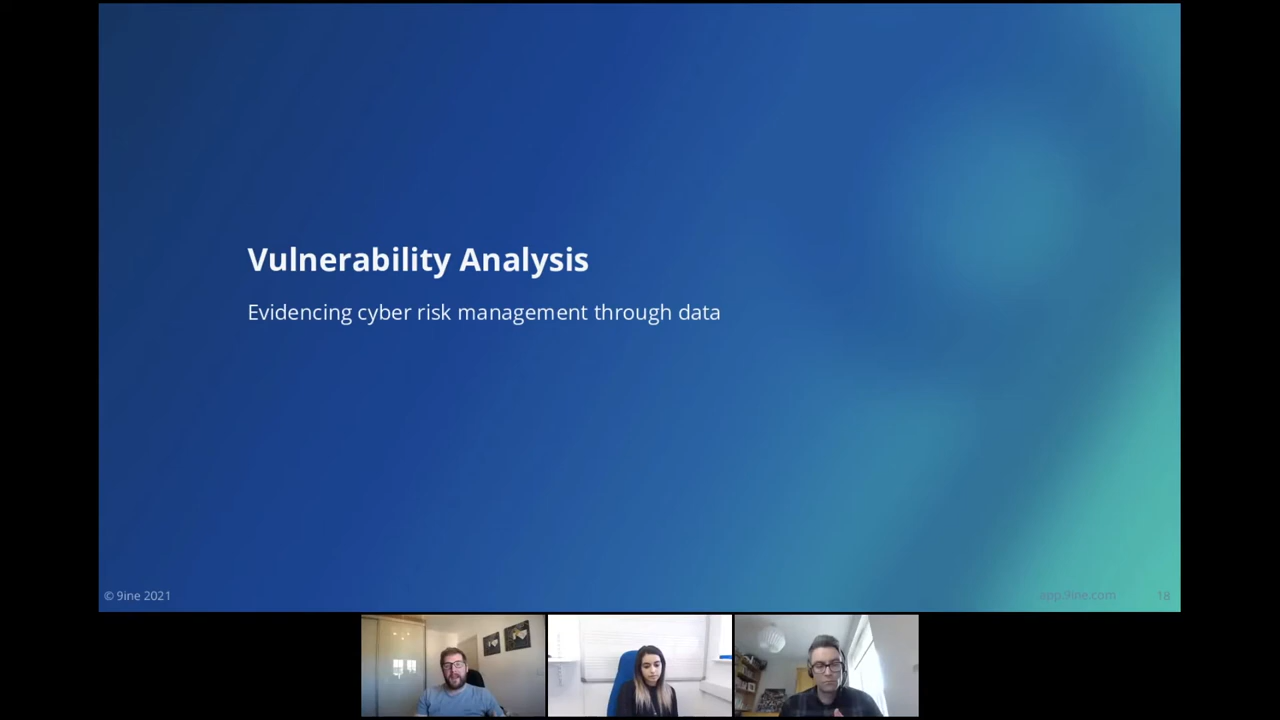 Vulnerability Analysis
Evidencing cyber risk management through data
© 9ine 2021
app.9ine.com
18